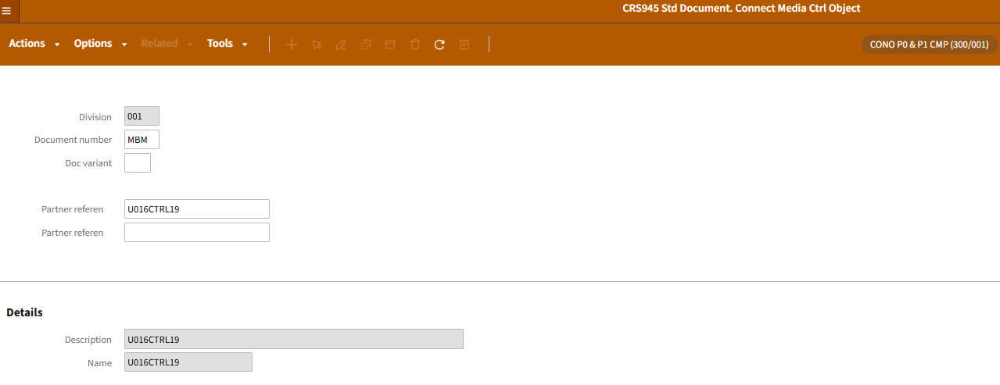 CRS945 Std Document. Connect Media Ctrl Object
Actions Options Related Tools CONO P0 & P1 CMP (300/001)
Division 001
Document number MBM
Doc variant
Partner referen U016CTRL19
Partner referen
Details
Description U016CTRL19
Name U016CTRL19